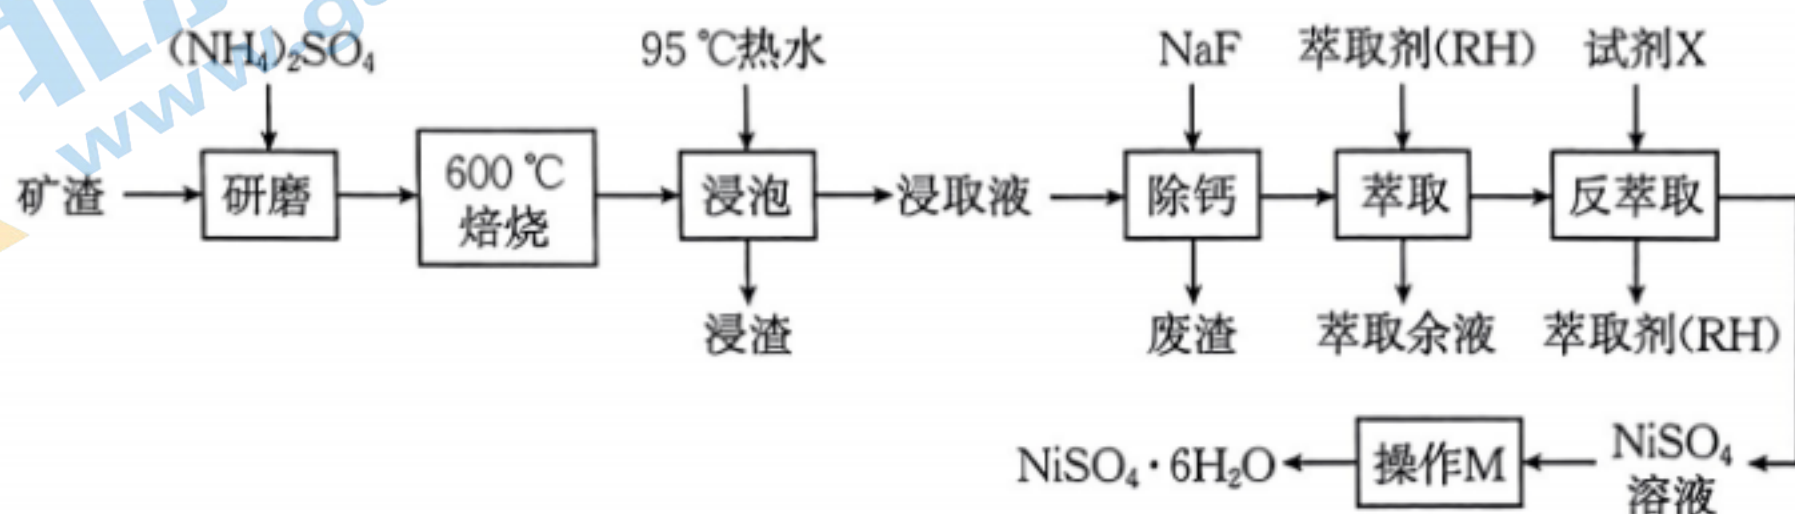 (NH₄)₂SO₄
95 ℃热水
NaF
萃取剂(RH)
试剂X
矿渣
研磨
600 ℃
焙烧
浸泡
浸取液
除钙
萃取
反萃取
浸渣
废渣
萃取余液
萃取剂(RH)
NiSO₄·6H₂O
操作M
NiSO₄
溶液
www.g